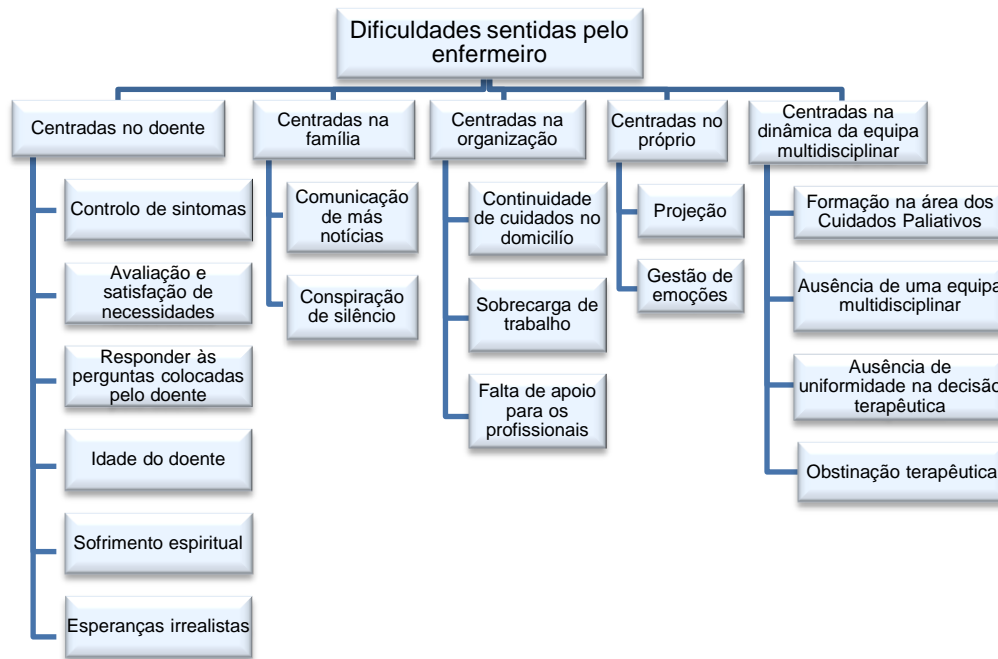 Dificuldades sentidas pelo
enfermeiro
Centradas no doente
Controlo de sintomas
Avaliação e
satisfação de
necessidades
Responder às
perguntas colocadas
pelo doente
Idade do doente
Sofrimento espiritual
Esperanças irrealistas
Centradas na
família
Comunicação
de más
notícias
Conspiração
de silêncio
Centradas na
organização
Continuidade
de cuidados no
domicilío
Sobrecarga de
trabalho
Falta de apoio
para os
profissionais
Centradas no
próprio
Projeção
Gestão de
emoções
Centradas na
dinâmica da equipa
multidisciplinar
Formação na área dos
Cuidados Paliativos
Ausência de uma equipa
multidisciplinar
Ausência de
uniformidade na decisão
terapêutica
Obstinação terapêutica